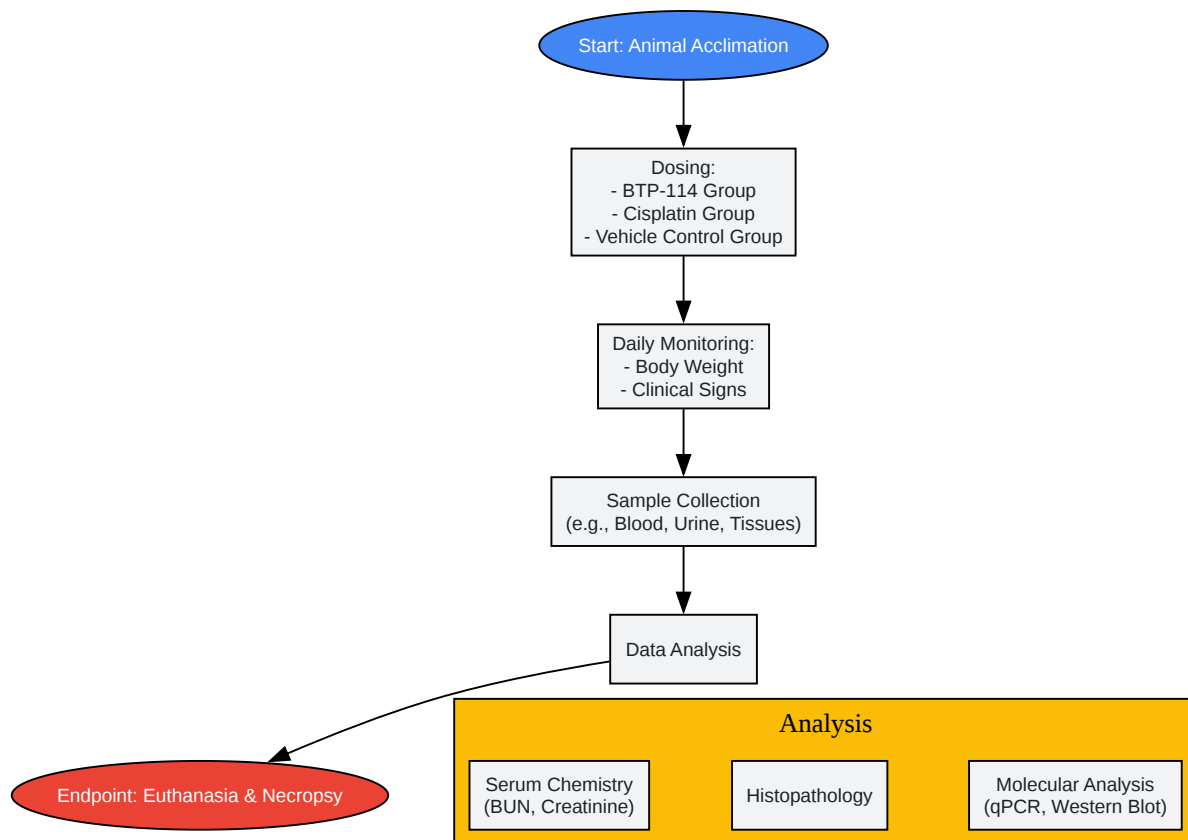 Start: Animal Acclimation
Dosing:
- BTP-114 Group
- Cisplatin Group
- Vehicle Control Group
Daily Monitoring:
- Body Weight
- Clinical Signs
Sample Collection
(e.g., Blood, Urine, Tissues)
Data Analysis
Endpoint: Euthanasia & Necropsy
Analysis
Serum Chemistry
(BUN, Creatinine)
Histopathology
Molecular Analysis
(qPCR, Western Blot)